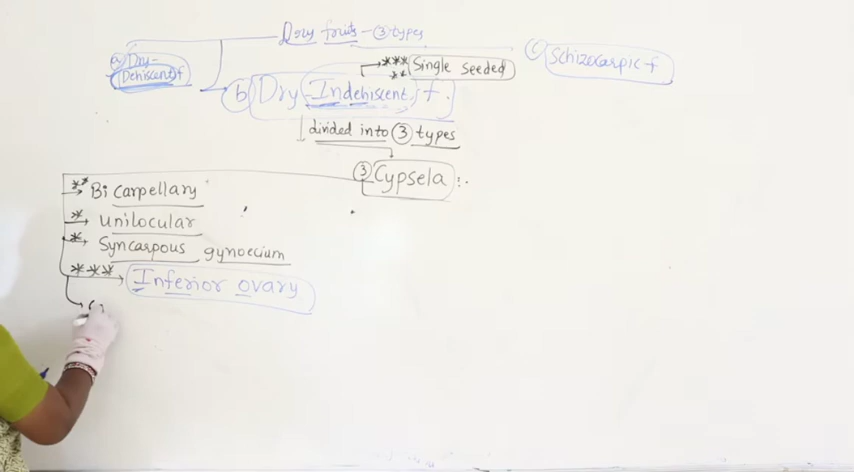 Dry fruits - ③ types
a) Dry-
(Dehiscent) f
*** Single seeded
**
c) Schizocarpic f
b) Dry Indehiscent f.
divided into ③ types
③ Cypsela :.
** Bi carpellary
* Unilocular
* Syncarpous gynoecium
*** Inferior ovary